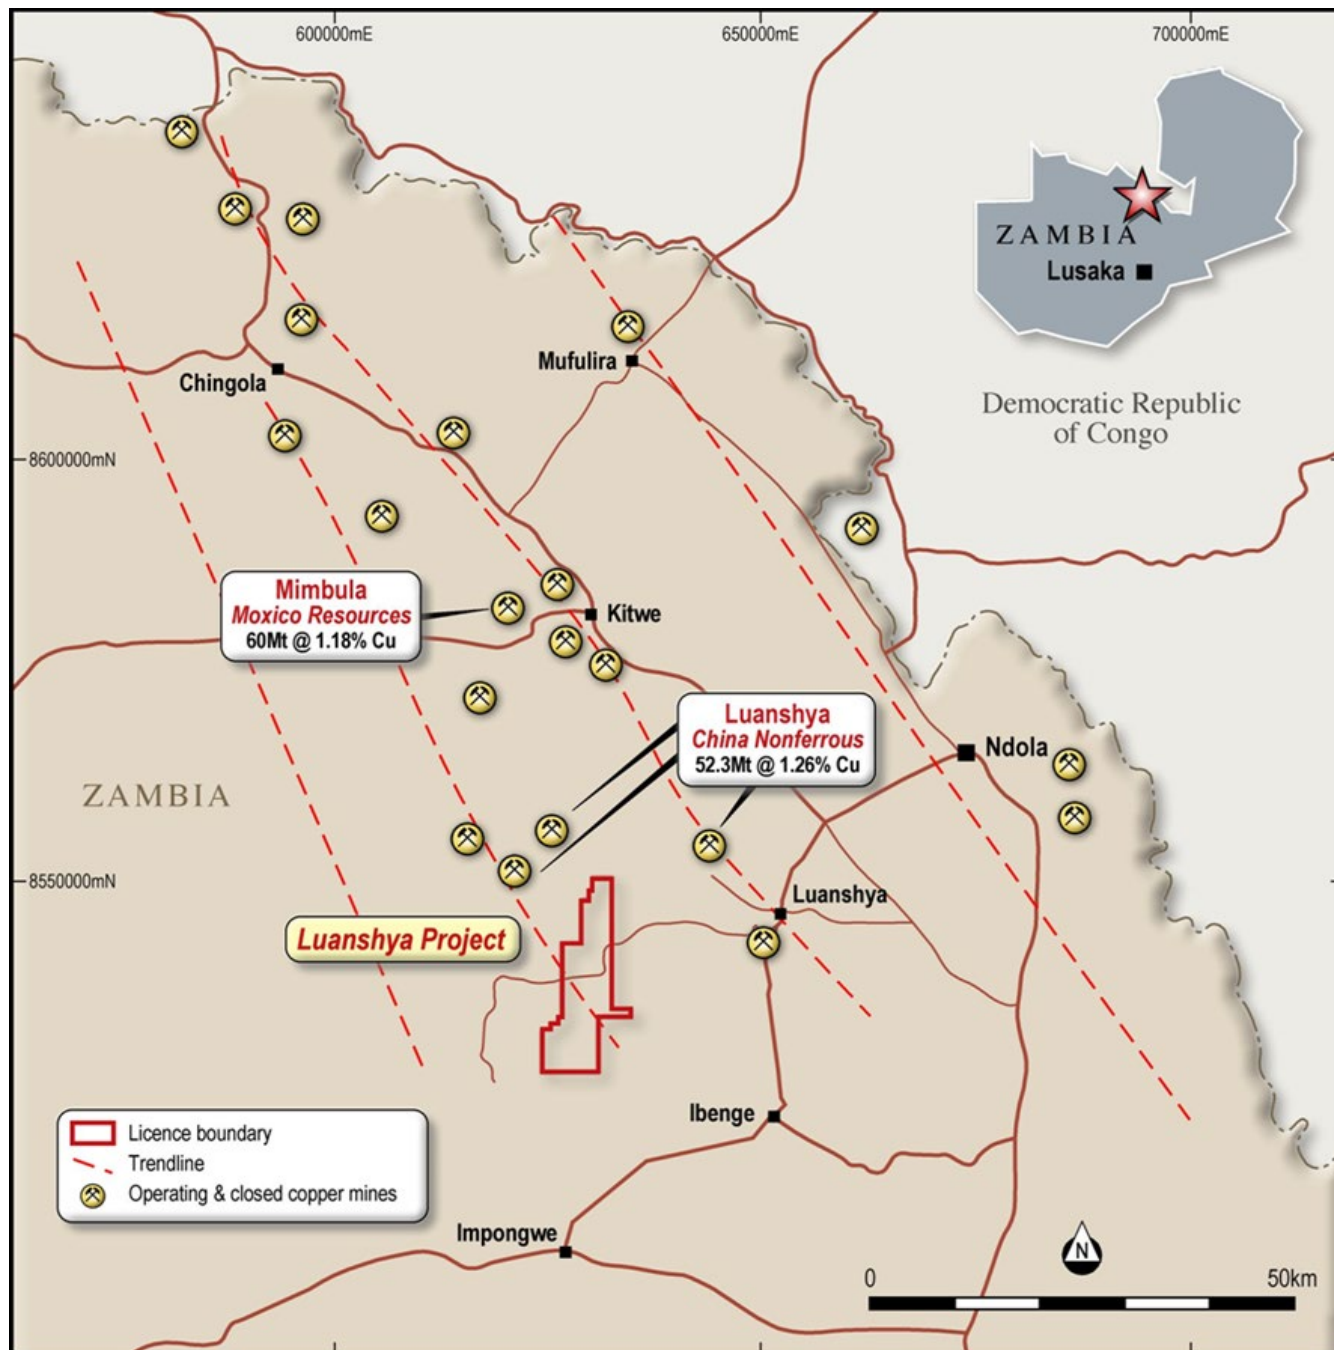 600000mE
650000mE
700000mE
ZAMBIA
Lusaka
Mufulira
Chingola
Democratic Republic
of Congo
8600000mN
Mimbula
Moxico Resources
60Mt @ 1.18% Cu
Kitwe
Luanshya
China Nonferrous
52.3Mt @ 1.26% Cu
Ndola
ZAMBIA
8550000mN
Luanshya
Luanshya Project
Ibenge
Licence boundary
Trendline
Operating & closed copper mines
Impongwe
N
0
50km